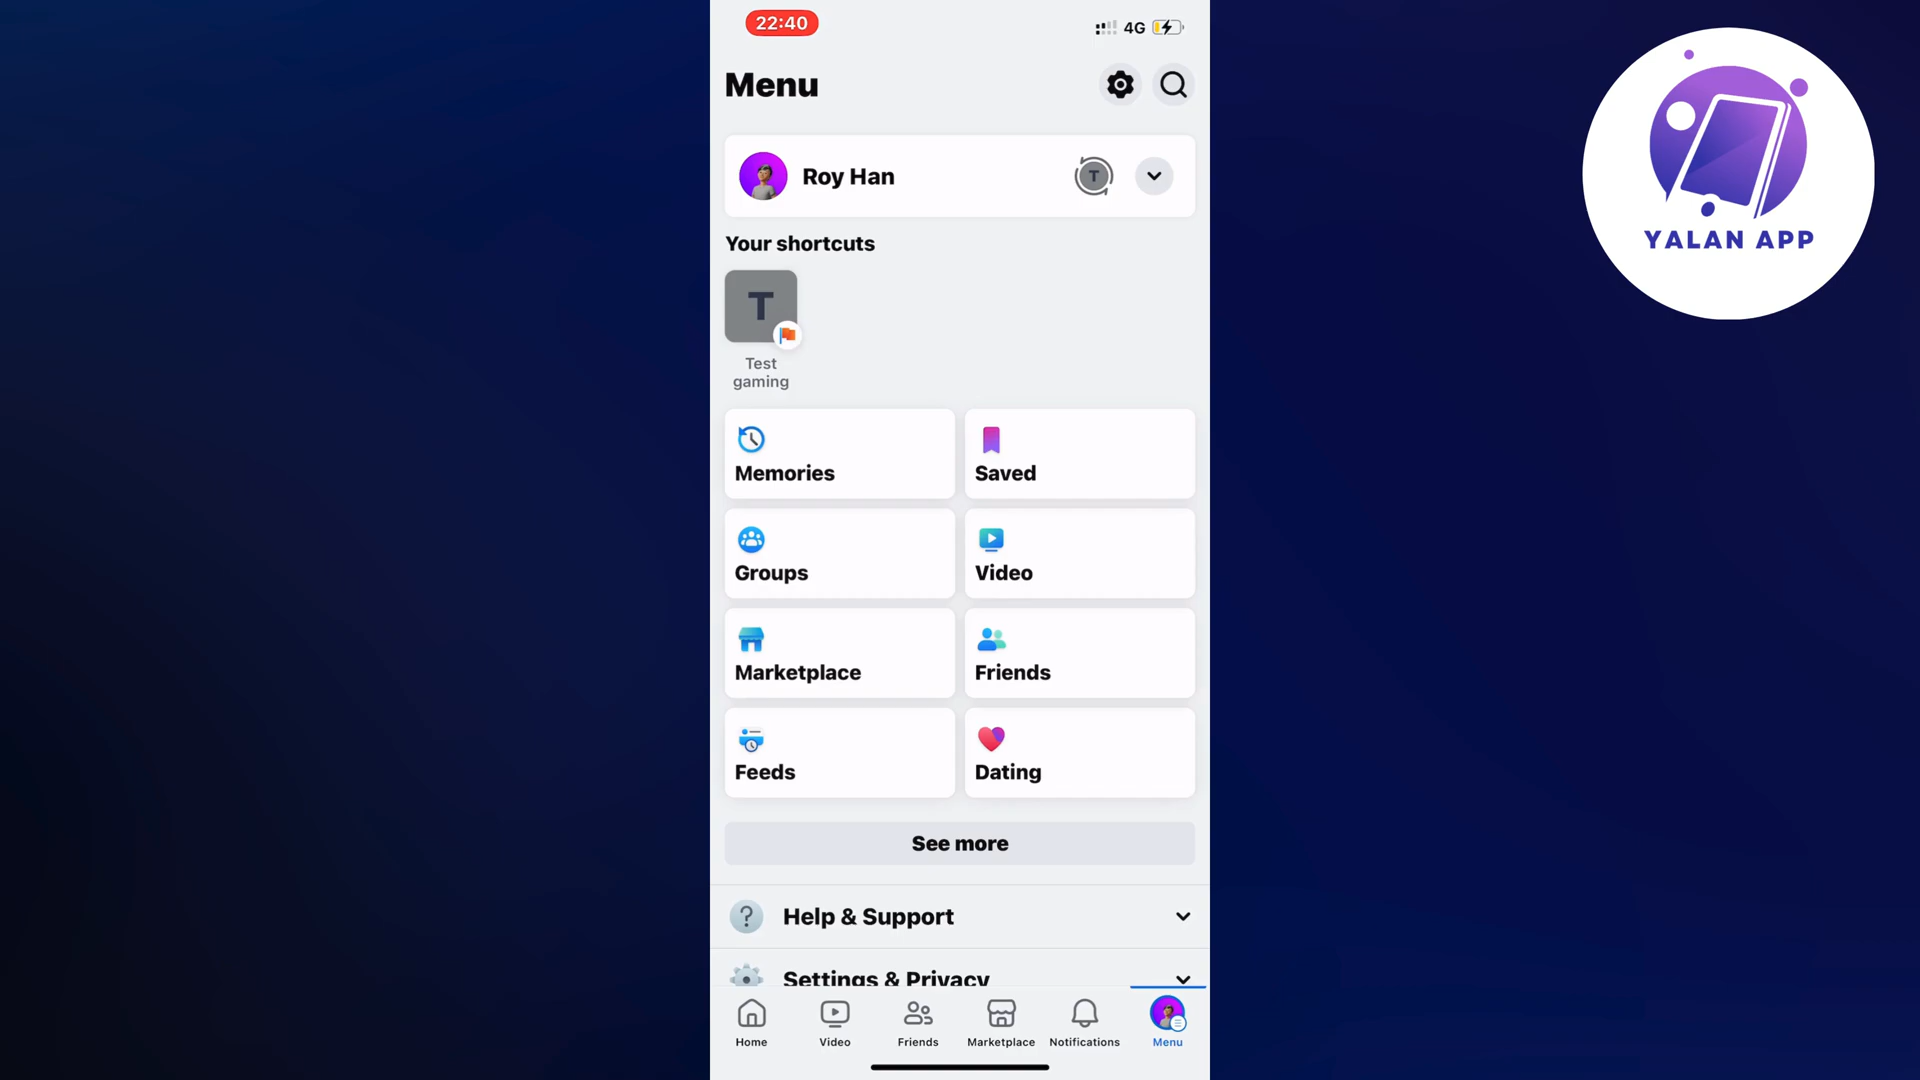 22:40
4G
Menu
Roy Han
T
Your shortcuts
T
Test
gaming
Memories
Saved
Groups
Video
Marketplace
Friends
Feeds
Dating
See more
Help & Support
Settings & Privacy
Home
Video
Friends
Marketplace
Notifications
Menu
YALAN APP